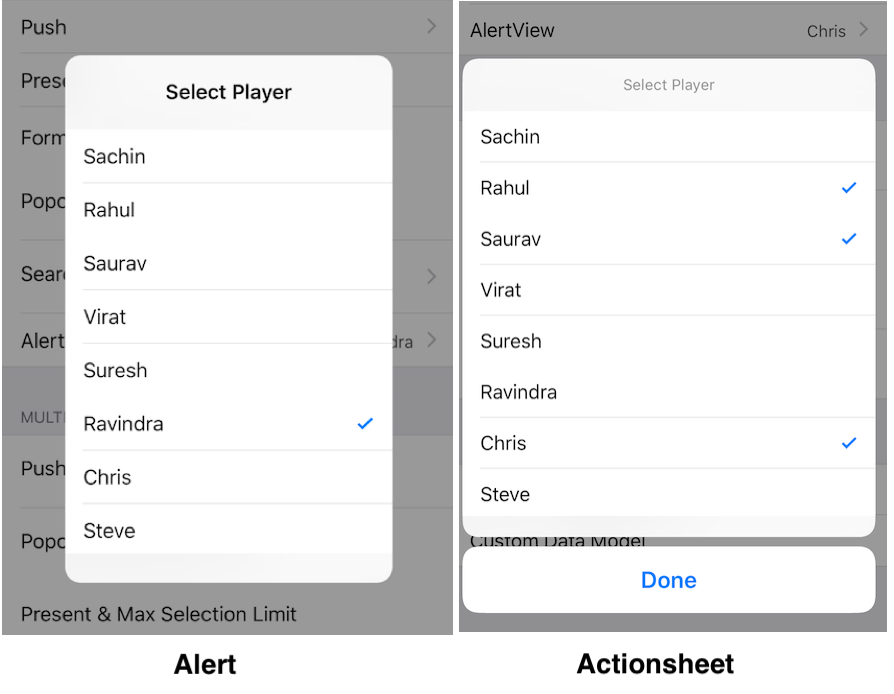 Push
Prese
Form
Popo
Sear
Alert
dra
MULTI
Push
Popo
Present & Max Selection Limit
Select Player
Sachin
Rahul
Saurav
Virat
Suresh
Ravindra
Chris
Steve
Alert
AlertView Chris
Select Player
Sachin
Rahul
Saurav
Virat
Suresh
Ravindra
Chris
Steve
Custom Data Model
Done
Actionsheet